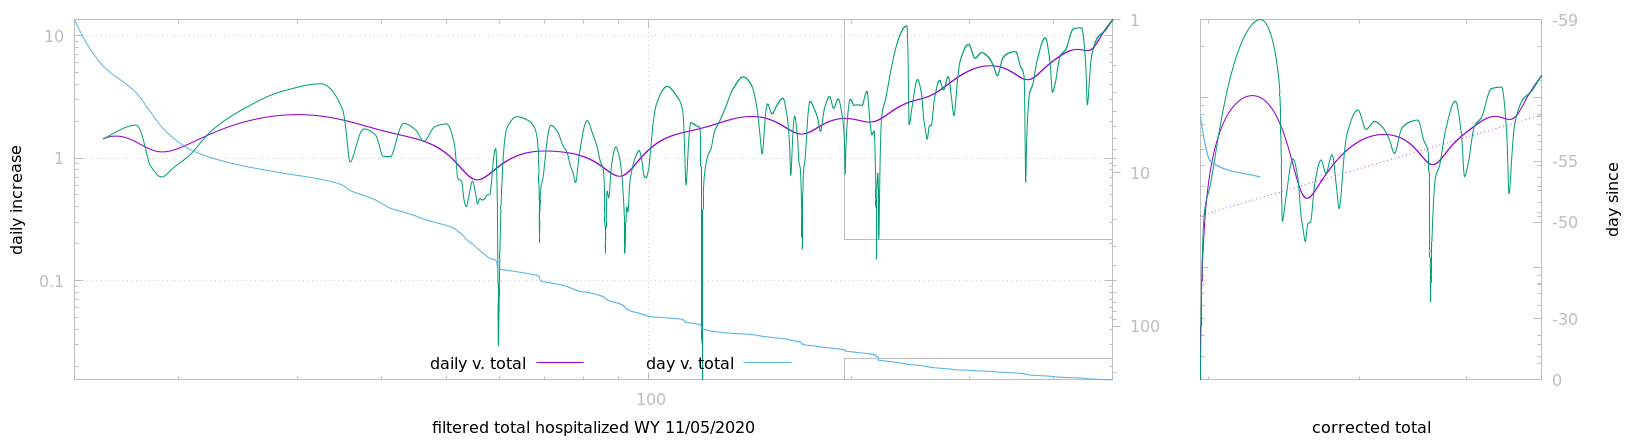 daily increase
10
1
0.1
1
10
100
daily v. total
day v. total
100
filtered total hospitalized WY 11/05/2020
-59
-55
-50
-30
0
day since
corrected total